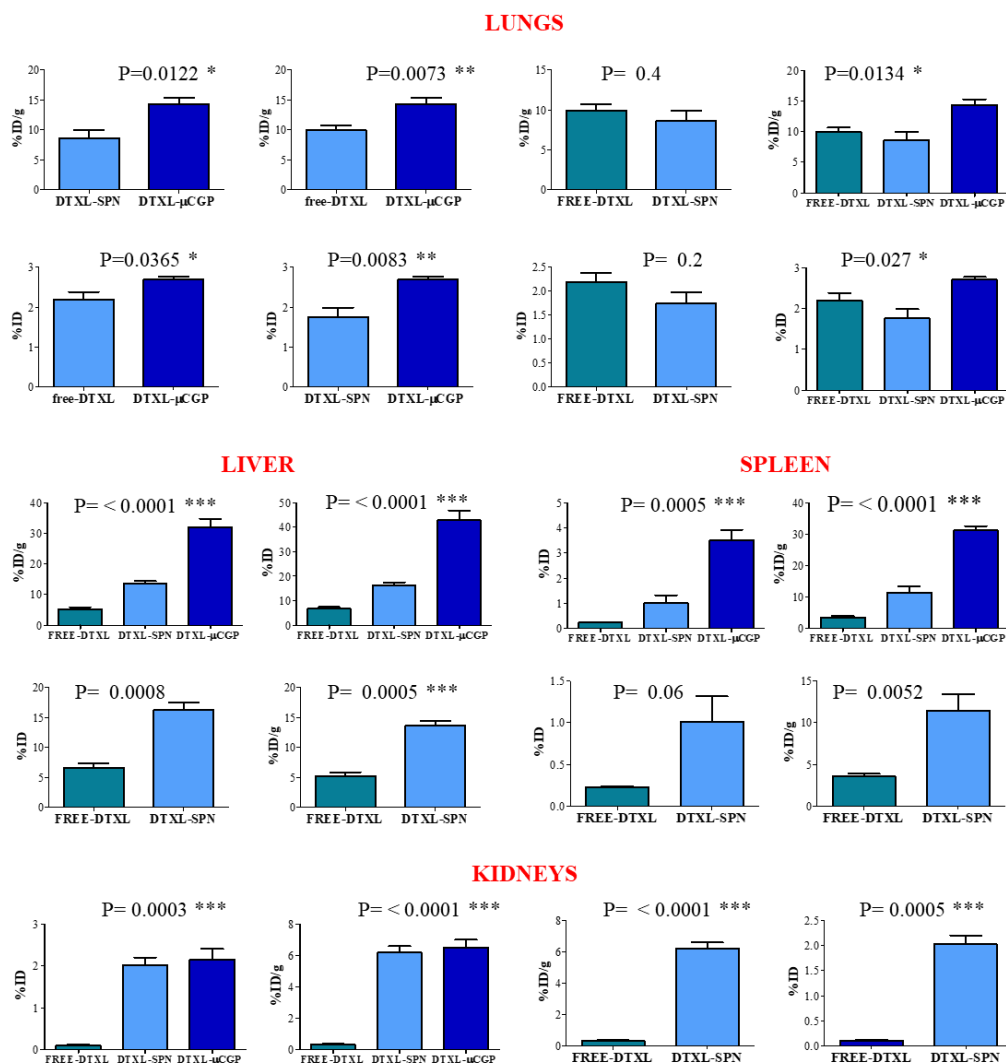 LUNGS
P=0.0122 *
%ID/g
20
15
10
5
0
DTXL-SPN DTXL-µCGP
P=0.0073 **
%ID/g
20
15
10
5
0
free-DTXL DTXL-µCGP
P= 0.4
%ID/g
15
10
5
0
FREE-DTXL DTXL-SPN
P=0.0134 *
%ID/g
20
15
10
5
0
FREE-DTXL DTXL-SPN DTXL-µCGP
P=0.0365 *
%ID
3
2
1
0
free-DTXL DTXL-µCGP
P=0.0083 **
%ID
3
2
1
0
DTXL-SPN DTXL-µCGP
P= 0.2
%ID
2.5
2.0
1.5
1.0
0.5
0.0
FREE-DTXL DTXL-SPN
P=0.027 *
%ID
3
2
1
0
FREE-DTXL DTXL-SPN DTXL-µCGP
LIVER
P= < 0.0001 ***
%ID/g
40
30
20
10
0
FREE-DTXL DTXL-SPN DTXL-µCGP
P= < 0.0001 ***
%ID
50
40
30
20
10
0
FREE-DTXL DTXL-SPN DTXL-µCGP
SPLEEN
P= 0.0005 ***
%ID
5
4
3
2
1
0
FREE-DTXL DTXL-SPN DTXL-µCGP
P= < 0.0001 ***
%ID/g
40
30
20
10
0
FREE-DTXL DTXL-SPN DTXL-µCGP
P= 0.0008
%ID
20
15
10
5
0
FREE-DTXL DTXL-SPN
P= 0.0005 ***
%ID/g
20
15
10
5
0
FREE-DTXL DTXL-SPN
P= 0.06
%ID
1.5
1.0
0.5
0.0
FREE-DTXL DTXL-SPN
P= 0.0052
%ID/g
15
10
5
0
FREE-DTXL DTXL-SPN
KIDNEYS
P= 0.0003 ***
%ID
3
2
1
0
FREE-DTXL DTXL-SPN DTXL-µCGP
P= < 0.0001 ***
%ID/g
8
6
4
2
0
FREE-DTXL DTXL-SPN DTXL-µCGP
P= < 0.0001 ***
%ID/g
8
6
4
2
0
FREE-DTXL DTXL-SPN
P= 0.0005 ***
%ID
2.5
2.0
1.5
1.0
0.5
0.0
FREE-DTXL DTXL-SPN